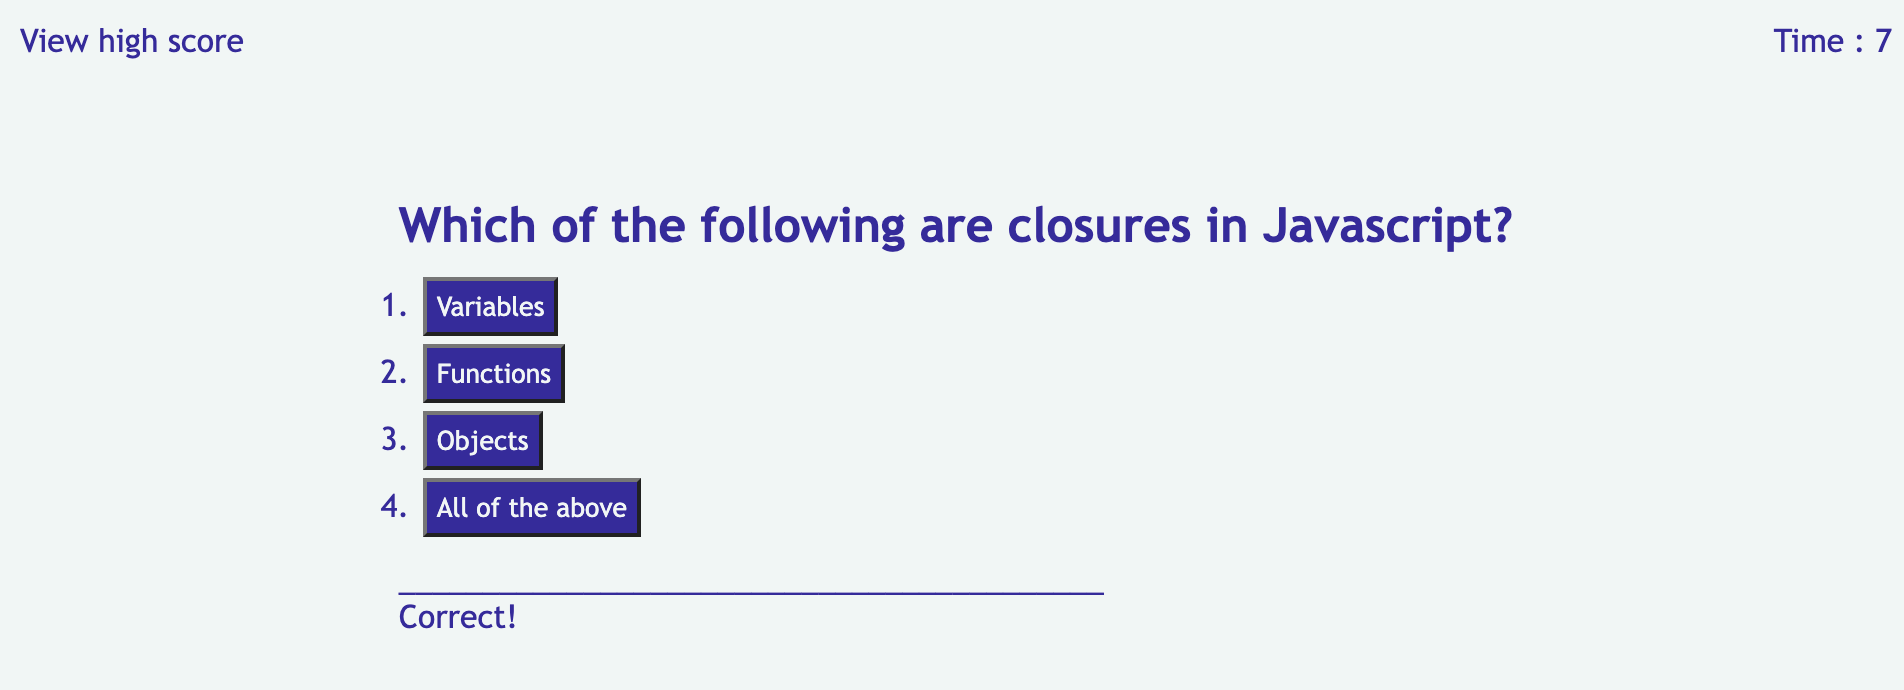 View high score
Time : 7
Which of the following are closures in Javascript?
1. Variables
2. Functions
3. Objects
4. All of the above
Correct!